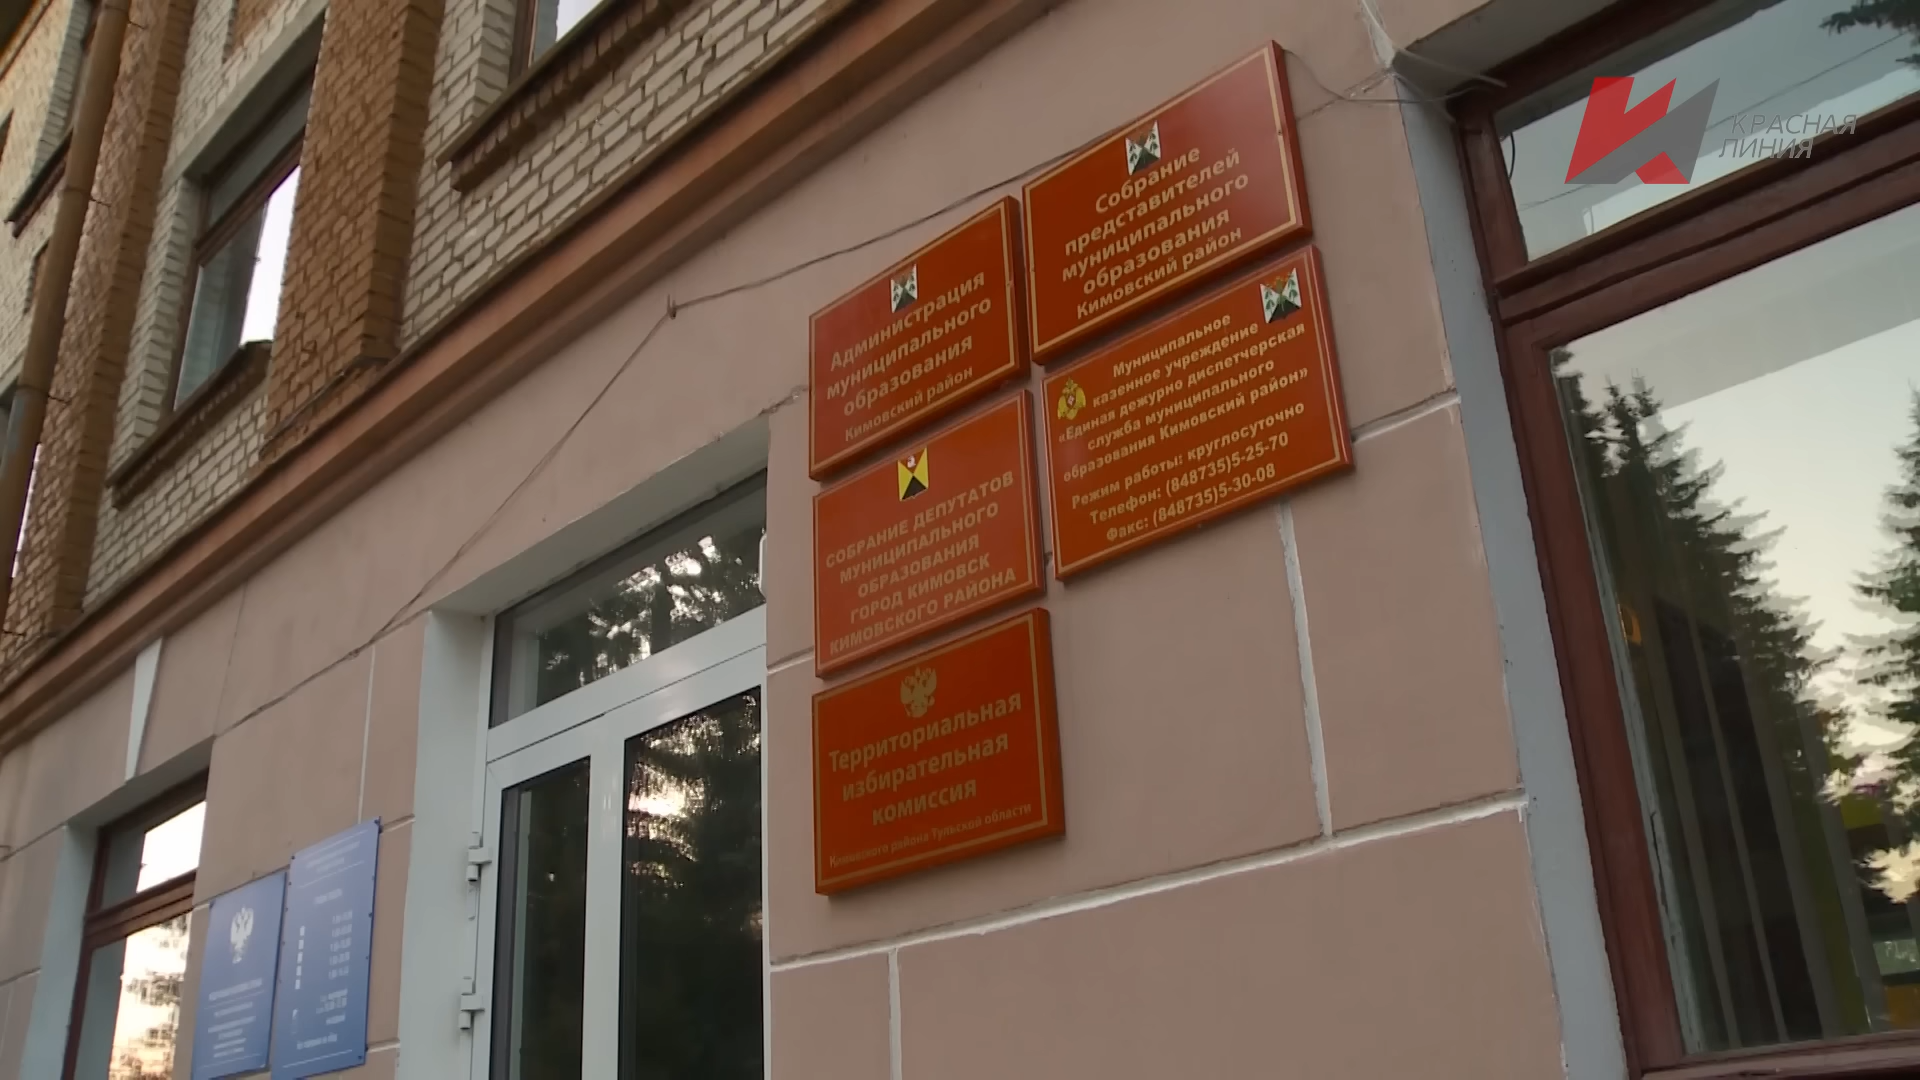 КРАСНАЯ
ЛИНИЯ
Администрация
муниципального
образования
Кимовский район
Собрание
представителей
муниципального
образования
Кимовский район
Муниципальное
казенное учреждение
«Единая дежурно диспетчерская
служба муниципального
образования Кимовский район»
Режим работы: круглосуточно
Телефон: (848735)5-25-70
Факс: (848735)5-30-08
СОБРАНИЕ ДЕПУТАТОВ
МУНИЦИПАЛЬНОГО
ОБРАЗОВАНИЯ
ГОРОД КИМОВСК
КИМОВСКОГО РАЙОНА
Территориальная
избирательная
комиссия
Кимовского района Тульской области